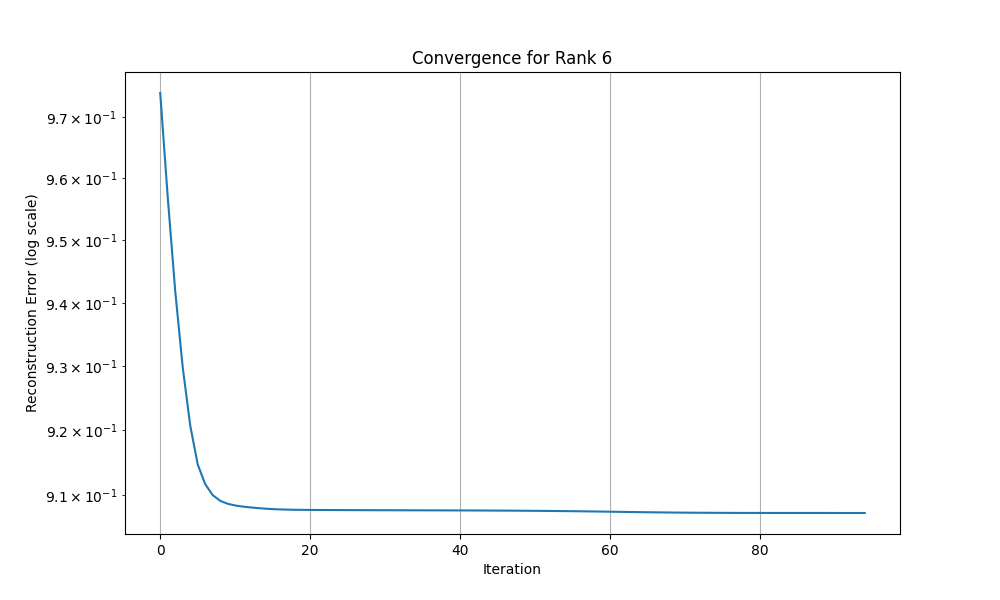 Convergence for Rank 6
Reconstruction Error (log scale)
9.7 × 10⁻¹
9.6 × 10⁻¹
9.5 × 10⁻¹
9.4 × 10⁻¹
9.3 × 10⁻¹
9.2 × 10⁻¹
9.1 × 10⁻¹
0 20 40 60 80
Iteration